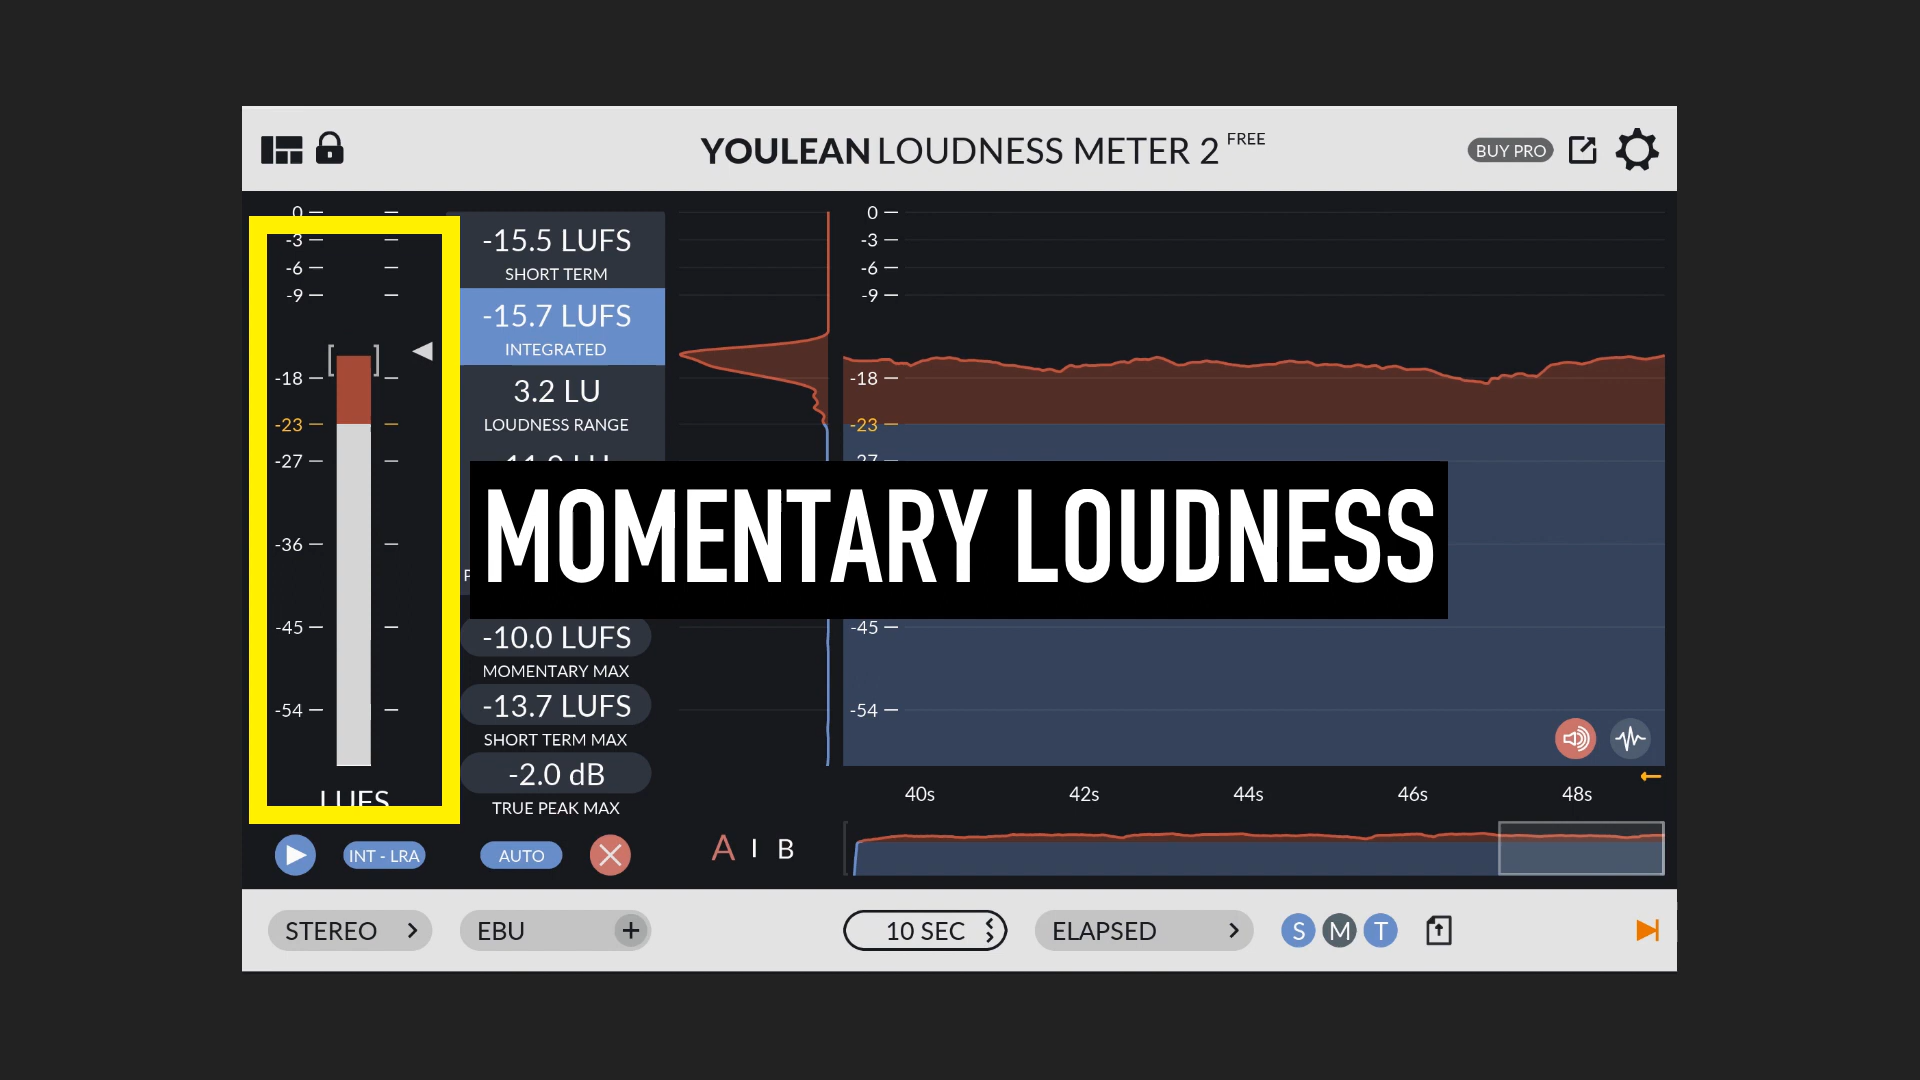 YOULEAN LOUDNESS METER 2 FREE
BUY PRO
0
-3
-6
-9
-18
-23
-27
-36
-45
-54
LUFS
-15.5 LUFS
SHORT TERM
-15.7 LUFS
INTEGRATED
3.2 LU
LOUDNESS RANGE
MOMENTARY LOUDNESS
-10.0 LUFS
MOMENTARY MAX
-13.7 LUFS
SHORT TERM MAX
-2.0 dB
TRUE PEAK MAX
0
-3
-6
-9
-18
-23
-27
-45
-54
40s 42s 44s 46s 48s
INT - LRA AUTO A B
STEREO EBU 10 SEC ELAPSED S M T